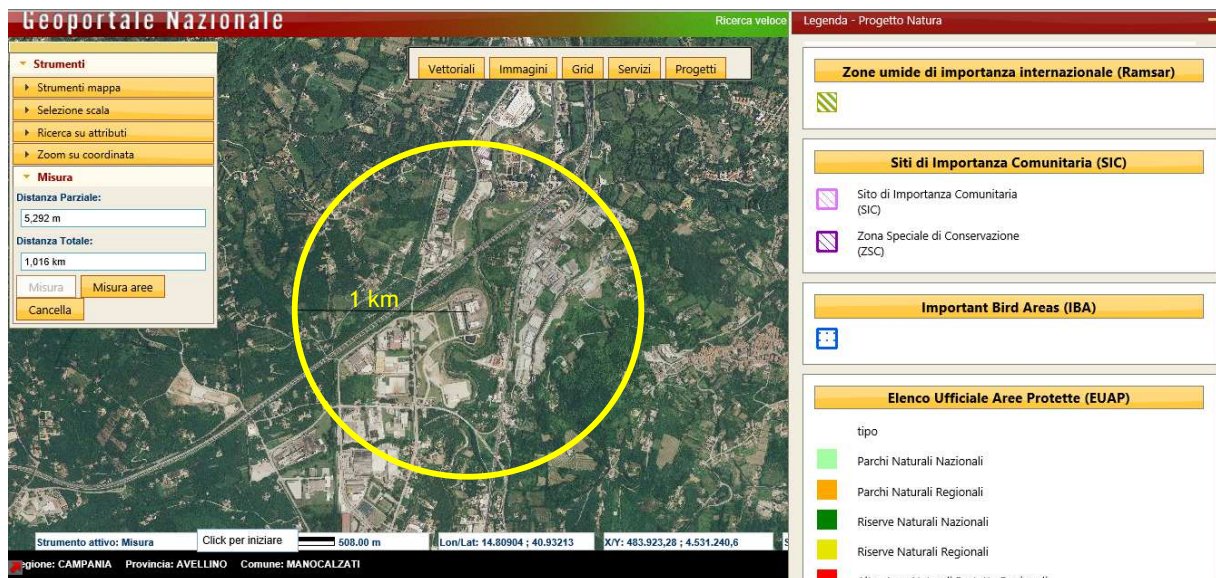 Geoportale Nazionale
Ricerca veloce
Strumenti
Strumenti mappa
Selezione scala
Ricerca su attributi
Zoom su coordinata
Misura
Distanza Parziale:
5,292 m
Distanza Totale:
1,016 km
Misura
Misura aree
Cancella
Vettoriali
Immagini
Grid
Servizi
Progetti
1 km
Strumento attivo: Misura
Click per iniziare
508.00 m
Lon/Lat: 14.80904 ; 40.93213
X/Y: 483.923,28 ; 4.531.240,6
Regione: CAMPANIA Provincia: AVELLINO Comune: MANOCALZATI
Legenda - Progetto Natura
Zone umide di importanza internazionale (Ramsar)
Siti di Importanza Comunitaria (SIC)
Sito di Importanza Comunitaria
(SIC)
Zona Speciale di Conservazione
(ZSC)
Important Bird Areas (IBA)
Elenco Ufficiale Aree Protette (EUAP)
tipo
Parchi Naturali Nazionali
Parchi Naturali Regionali
Riserve Naturali Nazionali
Riserve Naturali Regionali